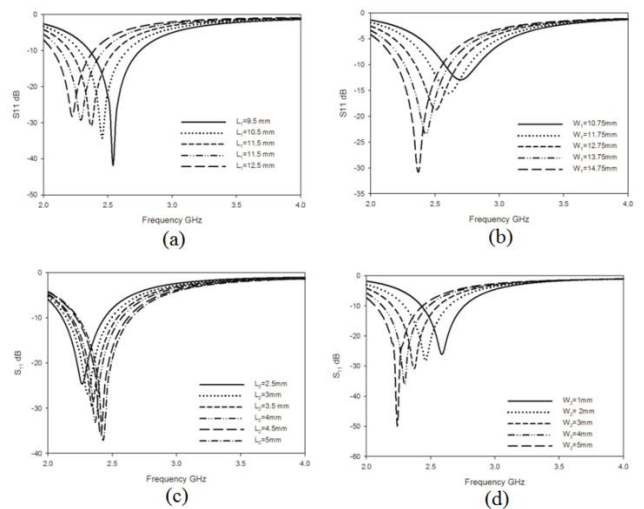 0
-10
-20
-30
-40
-50
S11 dB
L₁=9.5 mm
L₁=10.5 mm
L₁=11.5 mm
L₁=11.5 mm
L₁=12.5 mm
2.0 2.5 3.0 3.5 4.0
Frequency GHz
(a)
0
-5
-10
-15
-20
-25
-30
-35
S11 dB
W₁=10.75mm
W₁=11.75mm
W₁=12.75mm
W₁=13.75mm
W₁=14.75mm
2.0 2.5 3.0 3.5 4.0
Frequency GHz
(b)
0
-10
-20
-30
-40
S₁₁ dB
L₂=2.5mm
L₂=3mm
L₂=3.5 mm
L₂=4mm
L₂=4.5mm
L₂=5mm
2.0 2.5 3.0 3.5 4.0
Frequency GHz
(c)
0
-10
-20
-30
-40
-50
-60
S₁₁ dB
W₂=1mm
W₂= 2mm
W₂=3mm
W₂=4mm
W₂=5mm
2.0 2.5 3.0 3.5 4.0
Frequency GHz
(d)